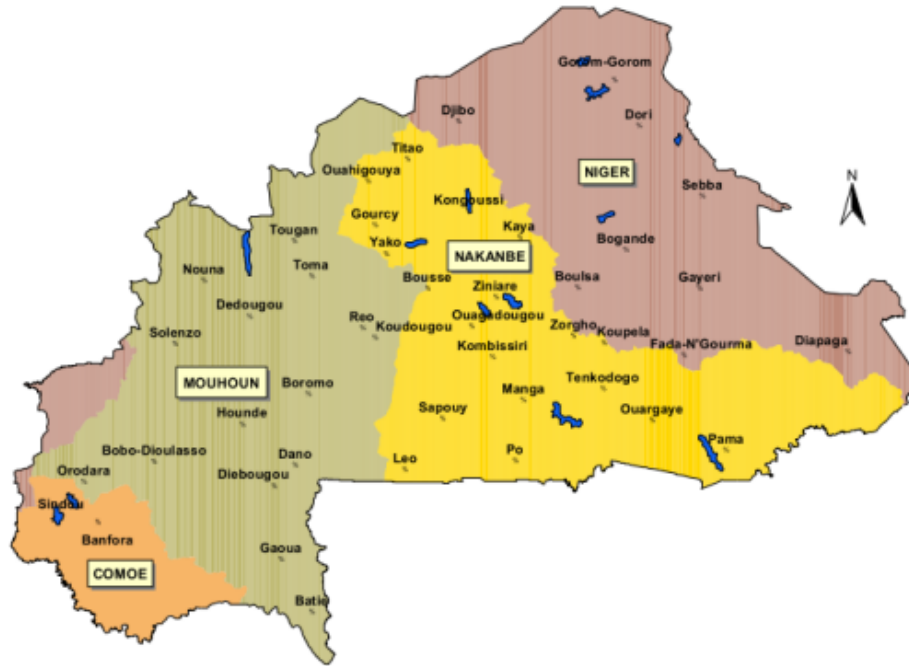 Gorom-Gorom
Djibo
Dori
Titao
N
Ouahigouya
NIGER
Sebba
Kongoussi
Gourcy
Kaya
Tougan
Yako
Bogande
NAKANBE
Toma
Nouna
Bousse
Boulsa
Gayeri
Ziniare
Dedougou
Ouagadougou
Reo
Koudougou
Zorgho
Koupela
Solenzo
Fada-N'Gourma
Diapaga
Kombissiri
MOUHOUN
Boromo
Manga
Tenkodogo
Hounde
Sapouy
Ouargaye
Pama
Bobo-Dioulasso
Dano
Leo
Po
Orodara
Diebougou
Sindou
Banfora
Gaoua
COMOE
Batie